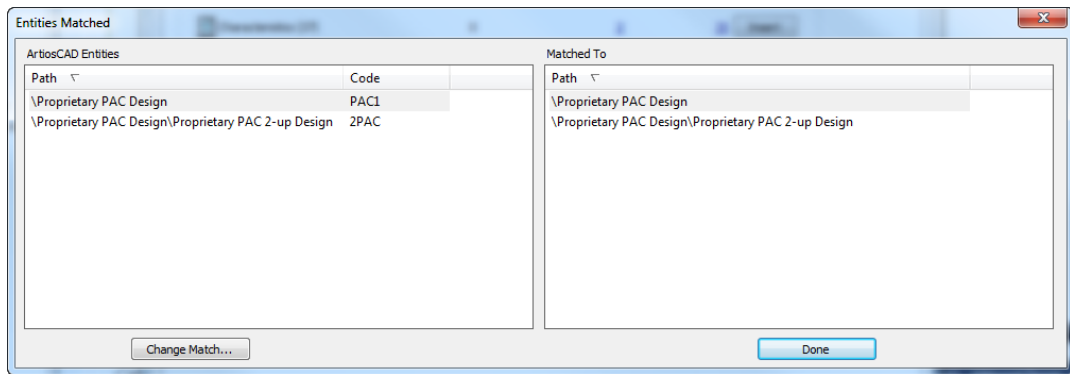 Entities Matched
ArtiosCAD Entities
Path Code
\Proprietary PAC Design PAC1
\Proprietary PAC Design\Proprietary PAC 2-up Design 2PAC
Change Match...
Matched To
Path
\Proprietary PAC Design
\Proprietary PAC Design\Proprietary PAC 2-up Design
Done